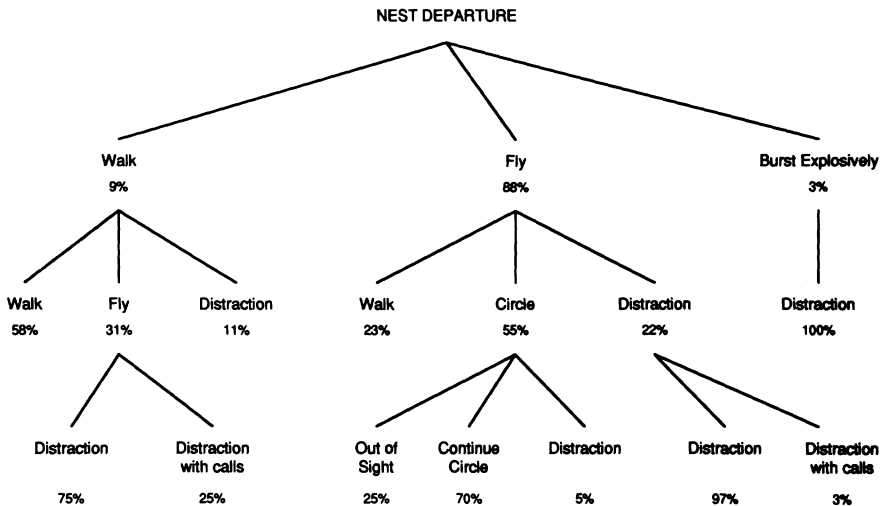 NEST DEPARTURE
Walk Fly Burst Explosively
9% 88% 3%
Walk Fly Distraction Walk Circle Distraction Distraction
58% 31% 11% 23% 55% 22% 100%
Distraction Distraction Out of Continue Distraction Distraction Distraction
with calls Sight Circle with calls
75% 25% 25% 70% 5% 97% 3%